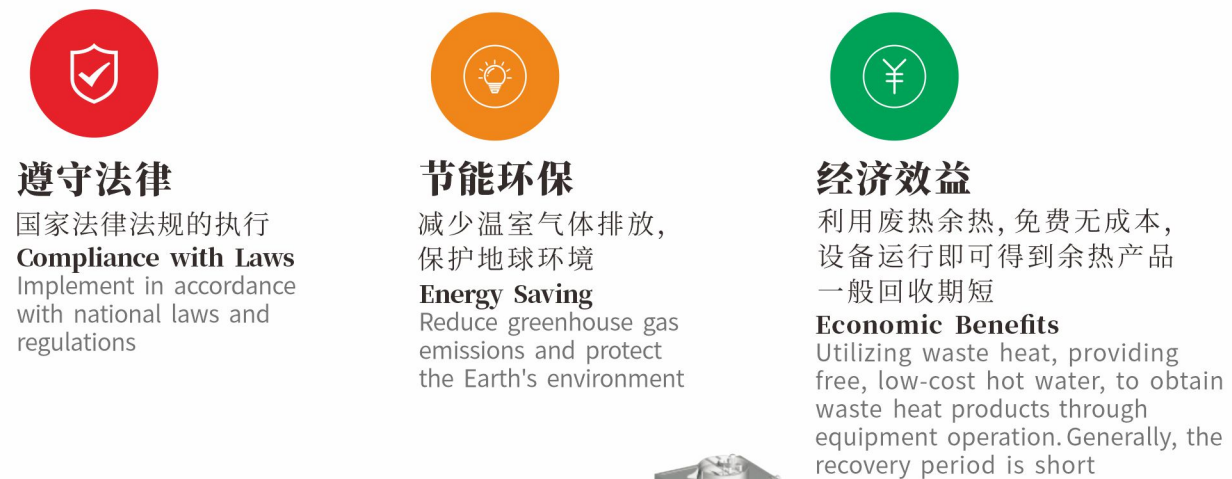 遵守法律
国家法律法规的执行
Compliance with Laws
Implement in accordance
with national laws and
regulations
节能环保
减少温室气体排放,
保护地球环境
Energy Saving
Reduce greenhouse gas
emissions and protect
the Earth's environment
经济效益
利用废热余热, 免费无成本,
设备运行即可得到余热产品
一般回收期短
Economic Benefits
Utilizing waste heat, providing
free, low-cost hot water, to obtain
waste heat products through
equipment operation. Generally, the
recovery period is short